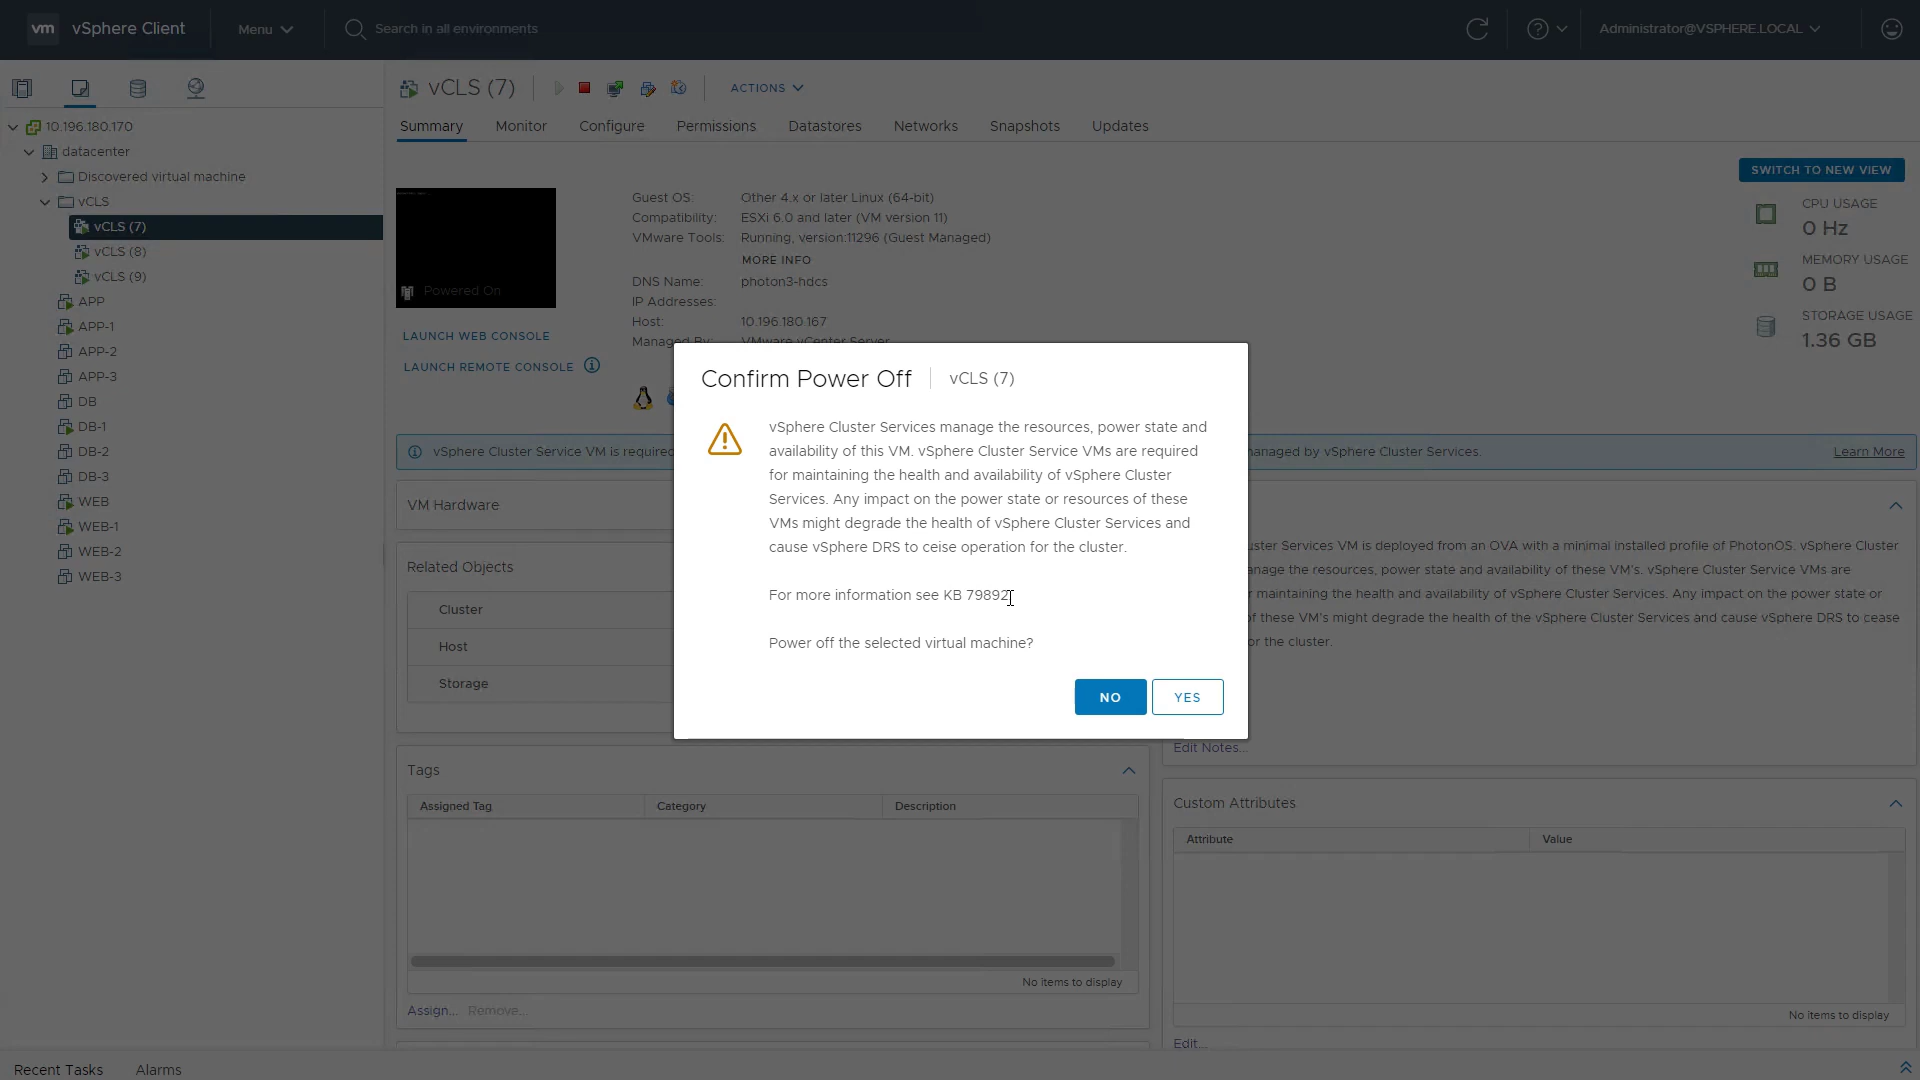 vm vSphere Client
Menu
Search in all environments
Administrator@VSPHERE.LOCAL
10.196.180.170
datacenter
Discovered virtual machine
vCLS
vCLS (7)
vCLS (8)
vCLS (9)
APP
APP-1
APP-2
APP-3
DB
DB-1
DB-2
DB-3
WEB
WEB-1
WEB-2
WEB-3
vCLS (7)
ACTIONS
Summary Monitor Configure Permissions Datastores Networks Snapshots Updates
Powered On
LAUNCH WEB CONSOLE
LAUNCH REMOTE CONSOLE
Guest OS: Other 4.x or later Linux (64-bit)
Compatibility: ESXi 6.0 and later (VM version 11)
VMware Tools: Running, version:11296 (Guest Managed)
MORE INFO
DNS Name: photon3-hdcs
IP Addresses:
Host: 10.196.180.167
Managed By: VMware vCenter Server
SWITCH TO NEW VIEW
CPU USAGE
0 Hz
MEMORY USAGE
0 B
STORAGE USAGE
1.36 GB
Confirm Power Off vCLS (7)
vSphere Cluster Services manage the resources, power state and
availability of this VM. vSphere Cluster Service VMs are required
for maintaining the health and availability of vSphere Cluster
Services. Any impact on the power state or resources of these
VMs might degrade the health of vSphere Cluster Services and
cause vSphere DRS to ceise operation for the cluster.
For more information see KB 79892
Power off the selected virtual machine?
NO YES
vSphere Cluster Service VM is required
managed by vSphere Cluster Services.
Learn More
VM Hardware
Related Objects
Cluster
Host
Storage
Cluster Services VM is deployed from an OVA with a minimal installed profile of PhotonOS. vSphere Cluster
manage the resources, power state and availability of these VM's. vSphere Cluster Service VMs are
maintaining the health and availability of vSphere Cluster Services. Any impact on the power state or
of these VM's might degrade the health of the vSphere Cluster Services and cause vSphere DRS to cease
or the cluster.
Edit Notes...
Tags
Assigned Tag Category Description
No items to display
Assign... Remove...
Custom Attributes
Attribute Value
No items to display
Edit...
Recent Tasks Alarms